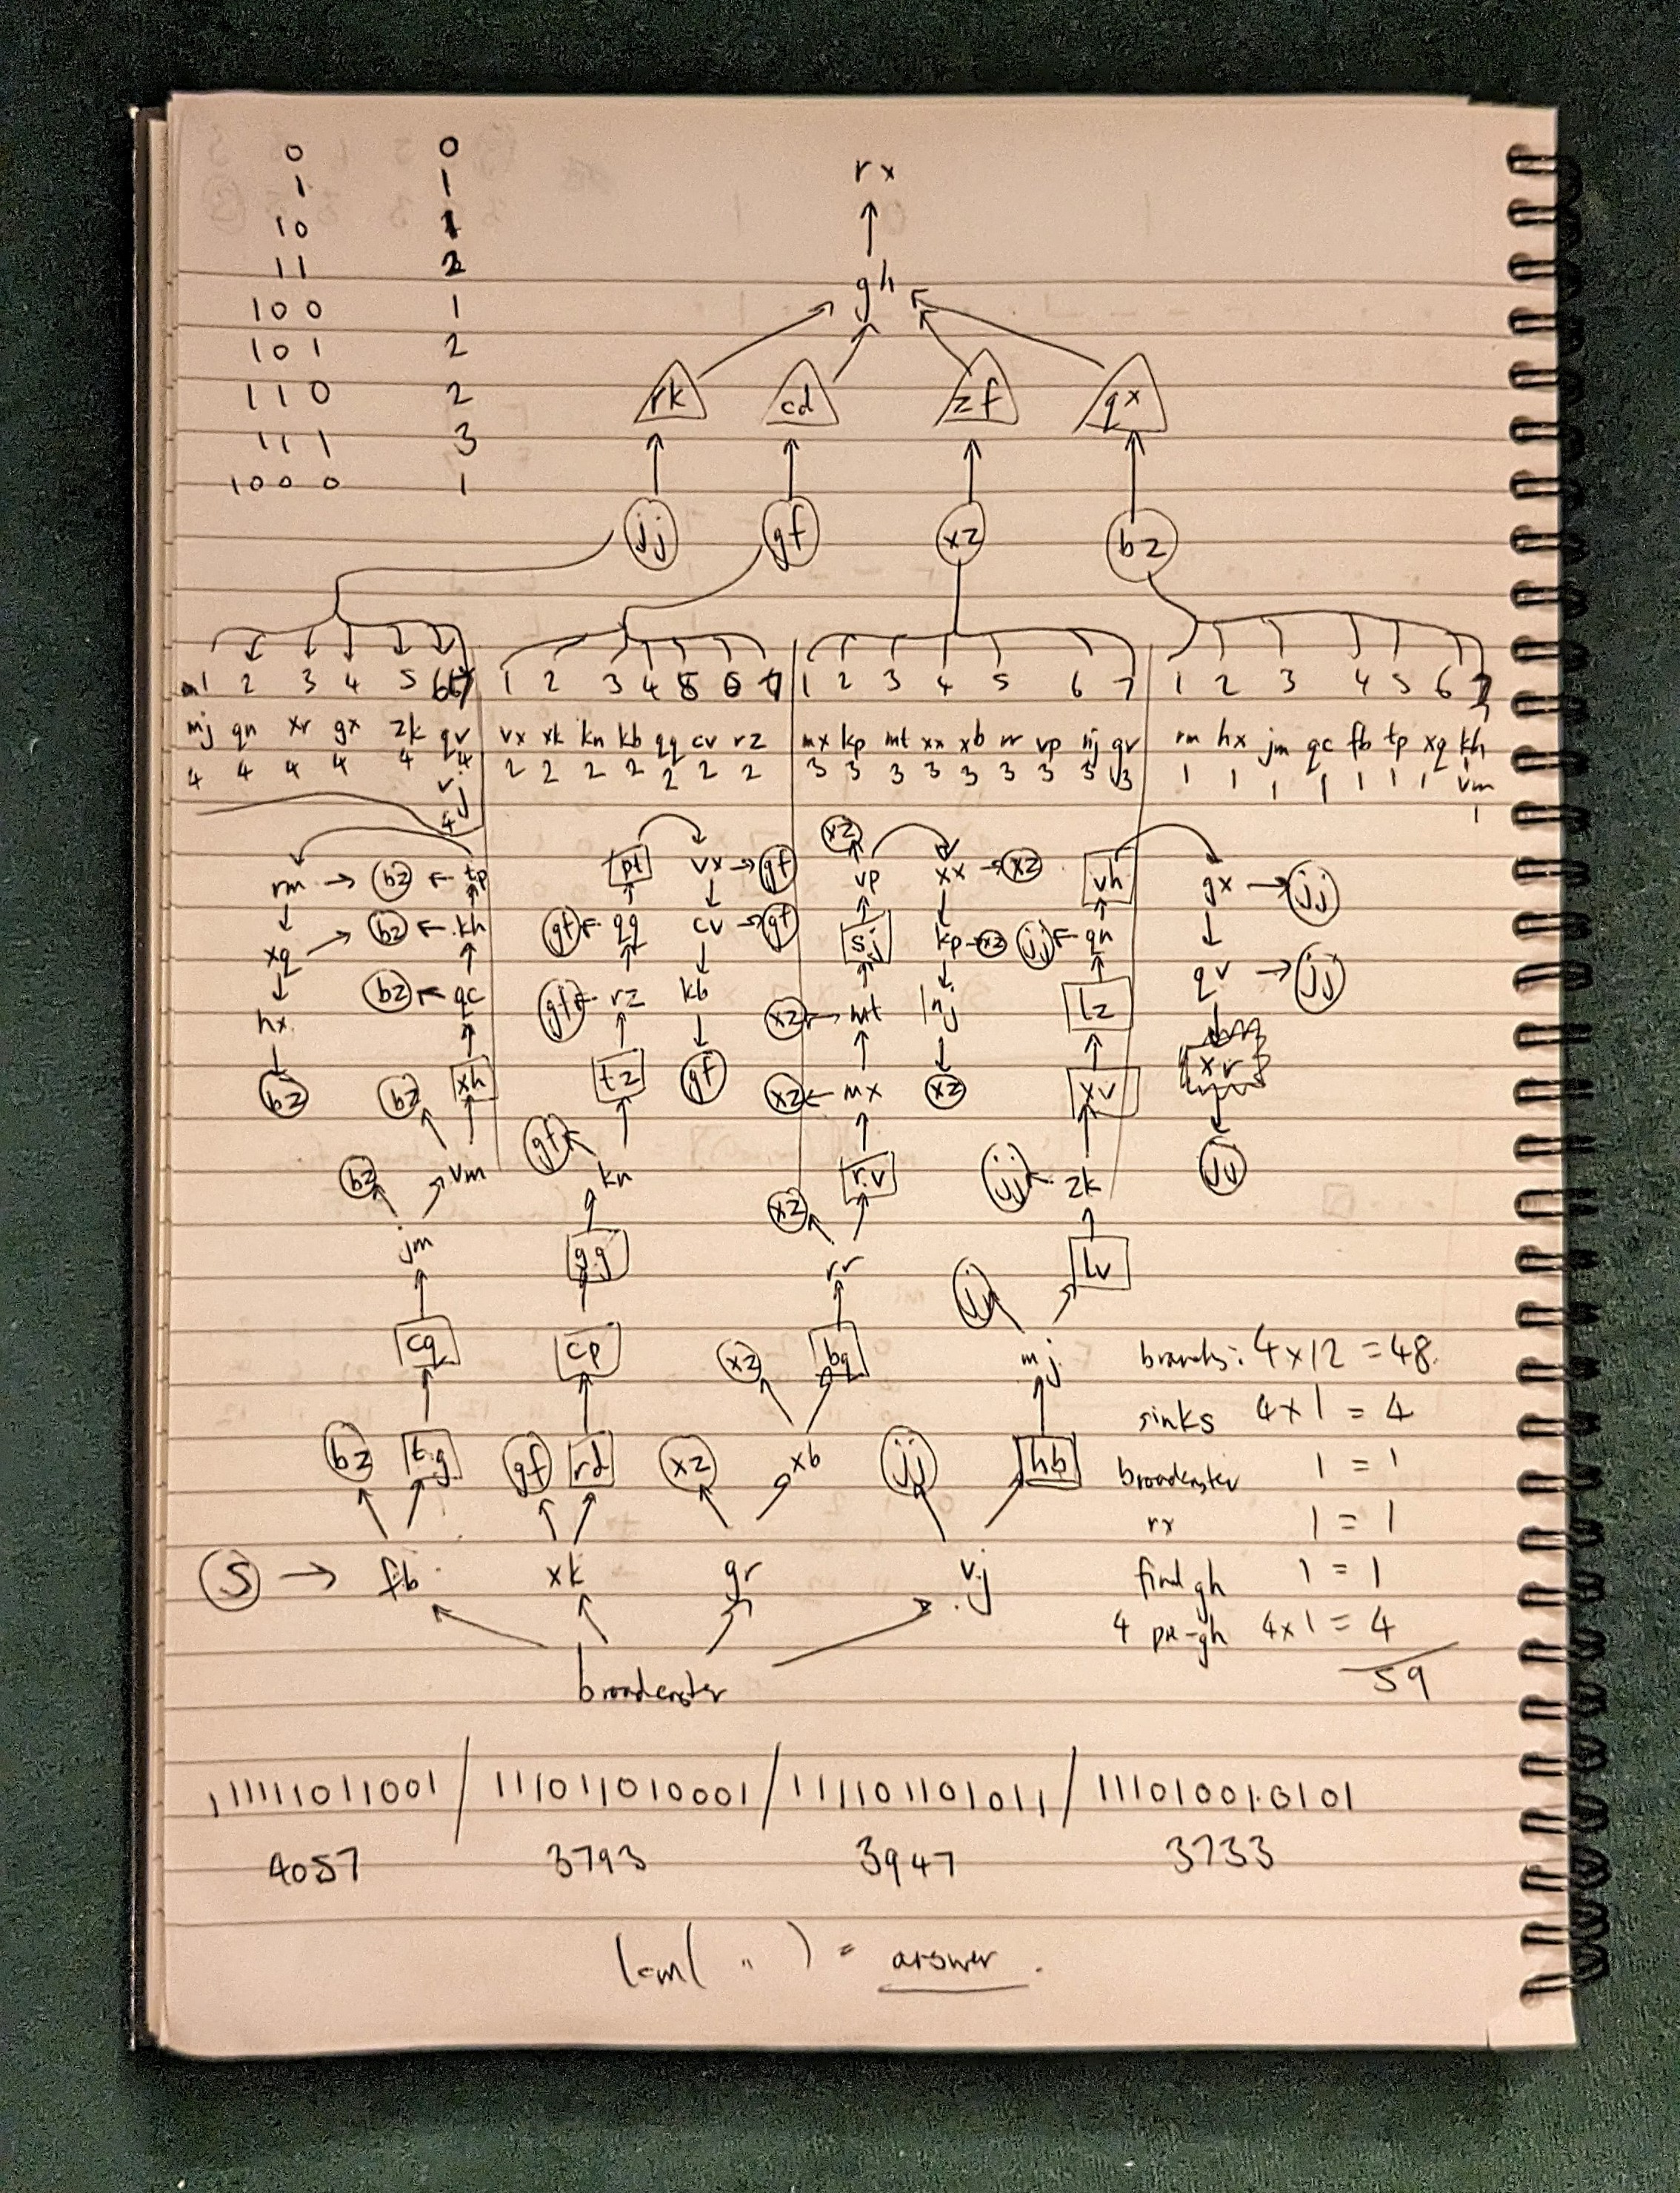 0 0
1 1
10 1
11 2
100 1
101 2
110 2
111 3
1000 1
rx
gh
rk cd zf qx
jj gf xz bz
1 2 3 4 5 6 7
1 2 3 4 5 6 7
1 2 3 4 5 6 7
1 2 3 4 5 6 7
mj qn xr gx zk qv
4 4 4 4 4 4
vj
4
vx xk kn kb qq cv rz
2 2 2 2 2 2 2
mx kp mt xx xb rr vp nj gr
3 3 3 3 3 3 3 3 3
rm hx jm qc fb tp xq kh
1 1 1 1 1 1 1 1
vm
1
rm → bz ← tp
xq → bz ← kh
hx bz ← qc
bz bz xh
bz vm
jm
cq
bz tg
fb
pt vx → gf
gf ← qq cv → gf
gf ← rz kb
tz gf
gf kn
gg
cp
gf rd
xk
xz
vp xx → xz
sj kp → xz
xz → mt nj
xz ← mx xz
xz rv
rr
xz bq
xz xb
gr
vh gx → jj
jj ← qn qv → jj
lz xr
xv jj
jj ← zk
lv
jj
mj
jj hb
vj
S →
broadcaster
4 x 12 = 48
sinks 4 x 1 = 4
broadcaster 1 = 1
rx 1 = 1
final gh 1 = 1
4 pre-gh 4 x 1 = 4
59
111111011001 / 111011010001 / 111101101011 / 111010010101
4057 3793 3947 3733
lcm( " ) = answer.